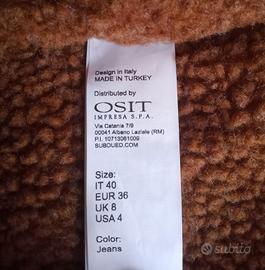 Design in Italy
MADE IN TURKEY
Distributed by
OSIT
IMPRESA S.P.A.
Via Catania 7/9
00041 Albano Laziale (RM)
P.I. 10713061009
SUBDUED.COM
Size:
IT 40
EUR 36
UK 8
USA 4
Color:
Jeans
subito